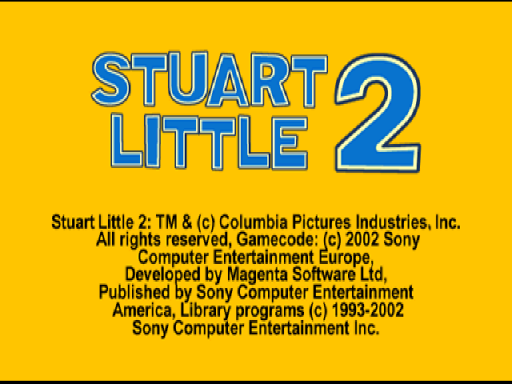 STUART 2
LITTLE
Stuart Little 2: TM & (c) Columbia Pictures Industries, Inc.
All rights reserved, Gamecode: (c) 2002 Sony
Computer Entertainment Europe,
Developed by Magenta Software Ltd,
Published by Sony Computer Entertainment
America, Library programs (c) 1993-2002
Sony Computer Entertainment Inc.